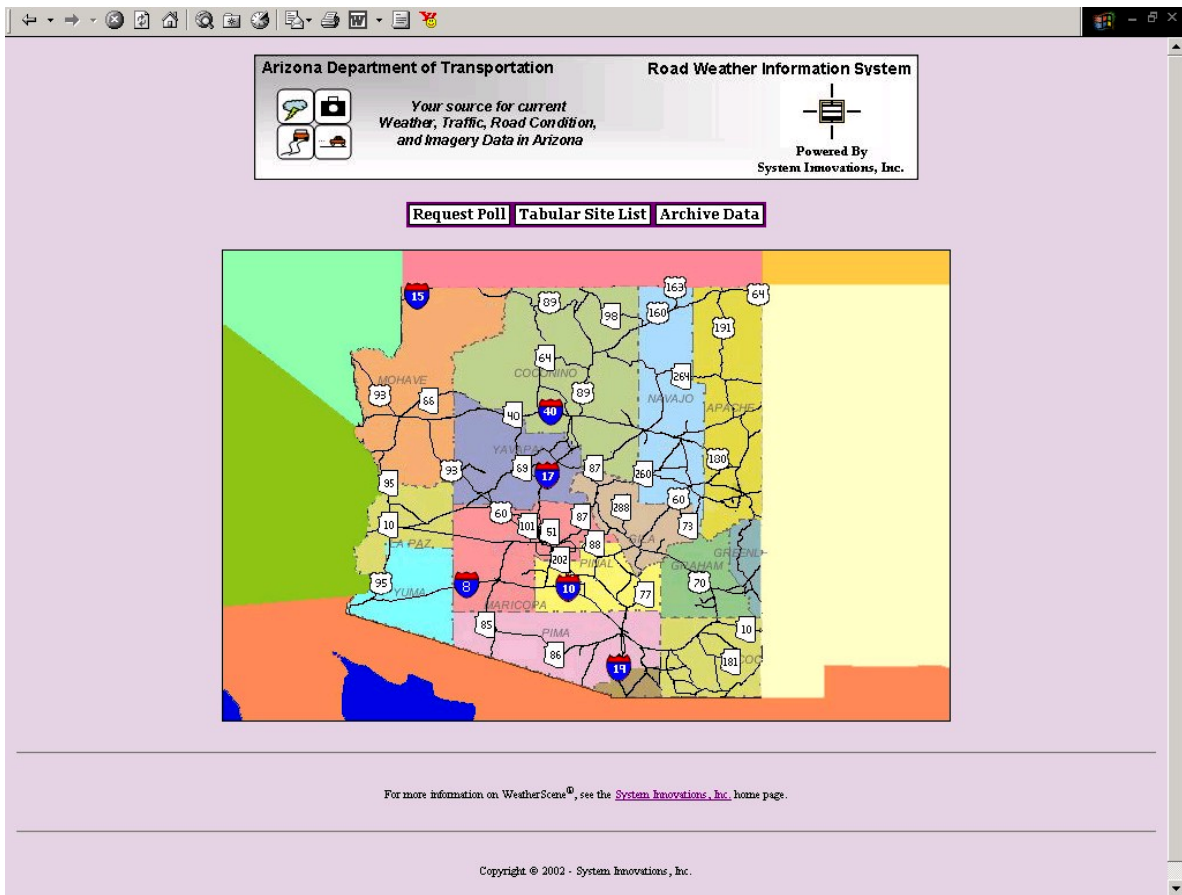 Arizona Department of Transportation
Road Weather Information System
Your source for current
Weather, Traffic, Road Condition,
and Imagery Data in Arizona
Powered By
System Innovations, Inc.
Request Poll Tabular Site List Archive Data
15
163
64
89
98
160
191
64
COCONINO
264
MOHAVE
93
66
89
NAVAJO
APACHE
40
40
YAVAPAI
93
69
17
87
260
180
95
60
101
51
87
288
60
73
10
LA PAZ
202
88
GILA
PINAL
GRAHAM
GREENL
95
YUMA
8
10
77
70
MARICOPA
85
PIMA
86
19
10
181
COC
For more information on WeatherScene®, see the System Innovations, Inc. home page.
Copyright © 2002 - System Innovations, Inc.